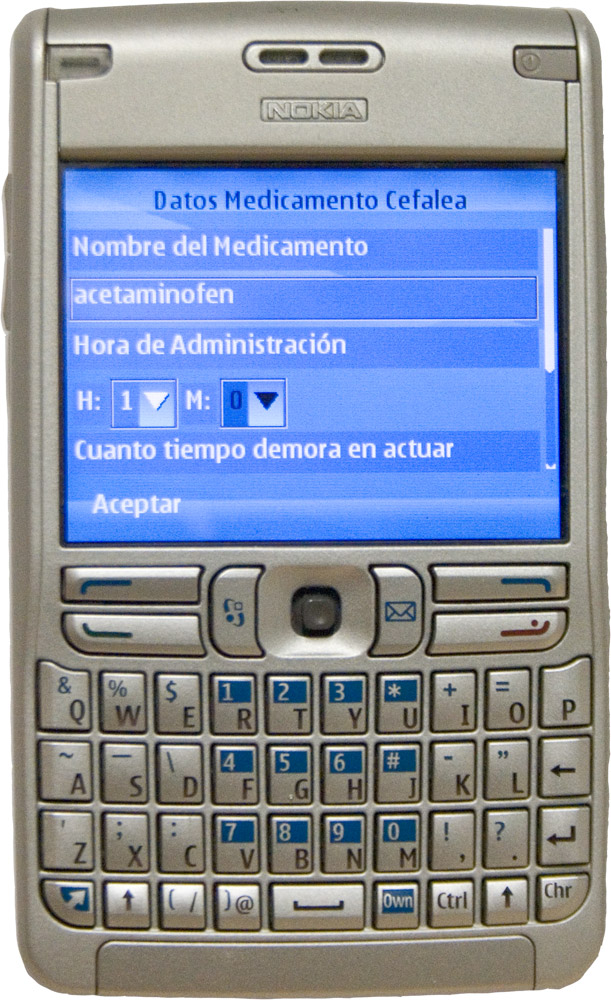 NOKIA
Datos Medicamento Cefalea
Nombre del Medicamento
acetaminofen
Hora de Administración
H: 1 M: 0
Cuanto tiempo demora en actuar
Aceptar
& Q % W $ E 1 R 2 T 3 Y * U + I = O P
~ A — S \ D 4 F 5 G 6 H # J - K " L ←
' Z ; X : C 7 V 8 B 9 N 0 M ! , ? . ↵
↗ ↑ ( / ) @ Own Ctrl ↑ Chr